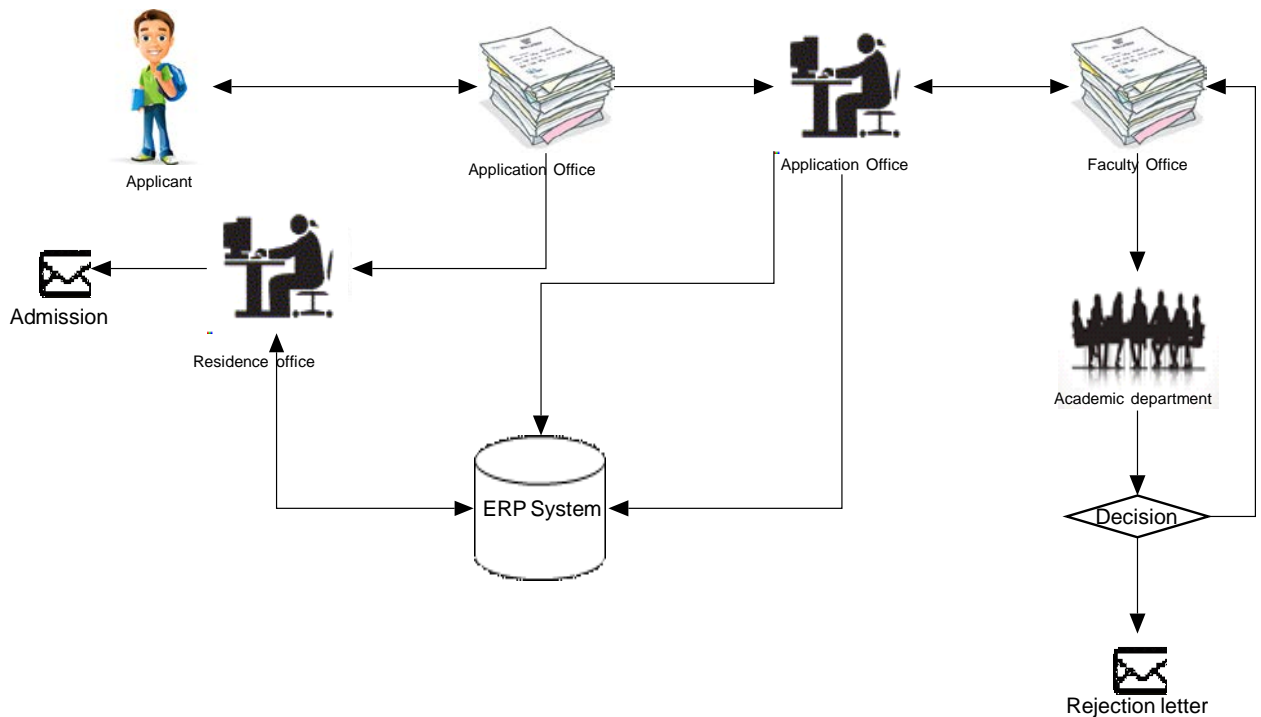 Applicant
Application Office
Application Office
Faculty Office
Admission
Residence office
Academic department
ERP System
Decision
Rejection letter